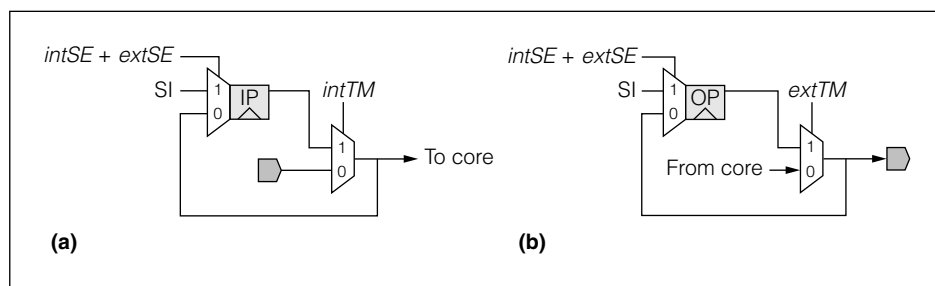 intSE + extSE
SI
1
0
IP
intTM
1
0
To core
(a)
intSE + extSE
SI
1
0
OP
extTM
1
0
From core
(b)